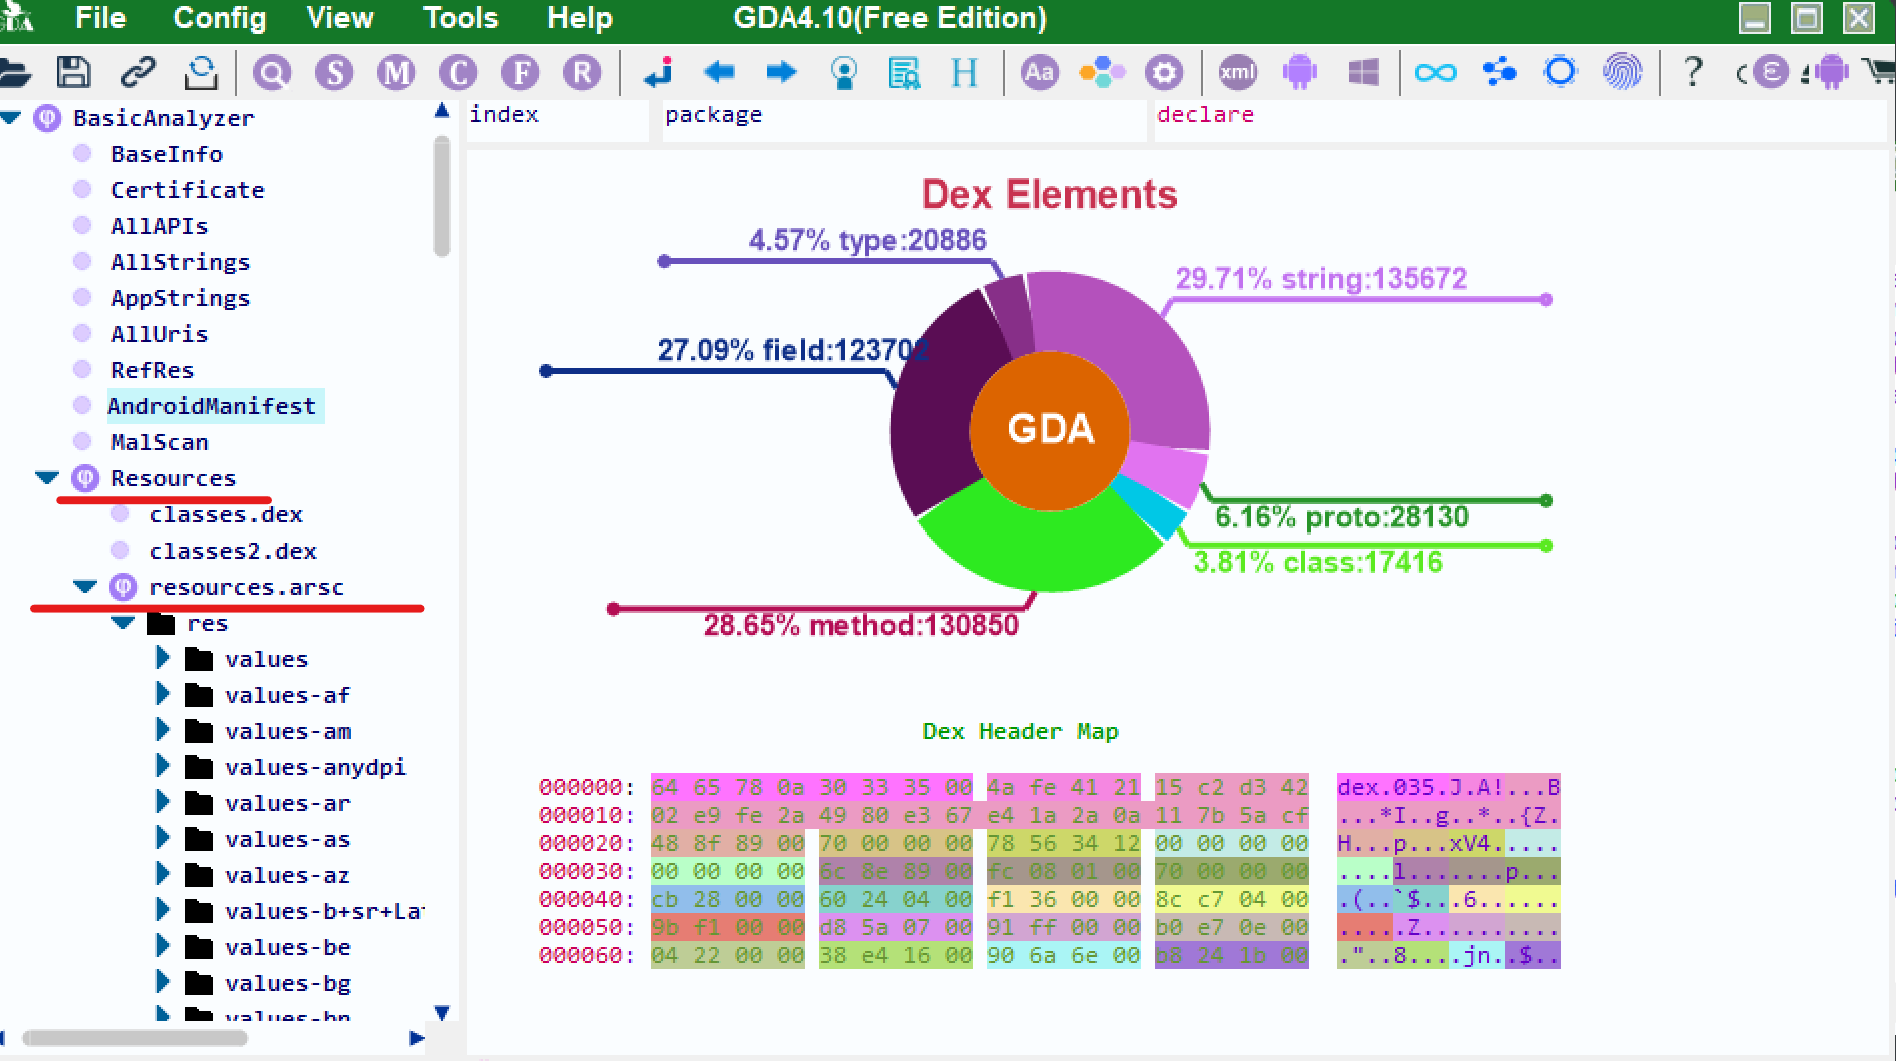 GDA
File Config View Tools Help GDA4.10(Free Edition)
Q S M C F R H Aa xml ? ε
BasicAnalyzer
BaseInfo
Certificate
AllAPIs
AllStrings
AppStrings
AllUris
RefRes
AndroidManifest
MalScan
Resources
classes.dex
classes2.dex
resources.arsc
res
values
values-af
values-am
values-anydpi
values-ar
values-as
values-az
values-b+sr+La
values-be
values-bg
values-bn
index package declare
Dex Elements
4.57% type:20886
29.71% string:135672
27.09% field:123702
GDA
6.16% proto:28130
3.81% class:17416
28.65% method:130850
Dex Header Map
000000: 64 65 78 0a 30 33 35 00 4a fe 41 21 15 c2 d3 42 dex.035.J.A!...B
000010: 02 e9 fe 2a 49 80 e3 67 e4 1a 2a 0a 11 7b 5a cf ...*I..g..*..{Z.
000020: 48 8f 89 00 70 00 00 00 78 56 34 12 00 00 00 00 H...p...xV4.....
000030: 00 00 00 00 6c 8e 89 00 fc 08 01 00 70 00 00 00 ....l.......p...
000040: cb 28 00 00 60 24 04 00 f1 36 00 00 8c c7 04 00 .(..`$...6......
000050: 9b f1 00 00 d8 5a 07 00 91 ff 00 00 b0 e7 0e 00 .....Z..........
000060: 04 22 00 00 38 e4 16 00 90 6a 6e 00 b8 24 1b 00 ."..8....jn..$..